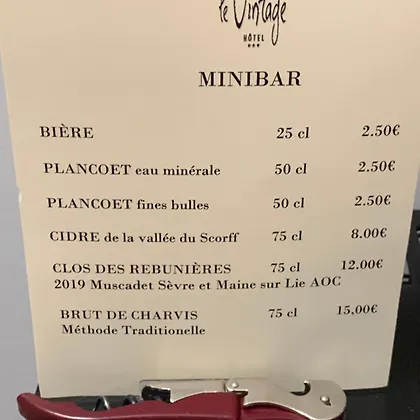 le Vintage
HÔTEL
***
MINIBAR
BIÈRE 25 cl 2.50€
PLANCOET eau minérale 50 cl 2.50€
PLANCOET fines bulles 50 cl 2.50€
CIDRE de la vallée du Scorff 75 cl 8.00€
CLOS DES REBUNIÈRES 75 cl 12.00€
2019 Muscadet Sèvre et Maine sur Lie AOC
BRUT DE CHARVIS 75 cl 15,00€
Méthode Traditionelle